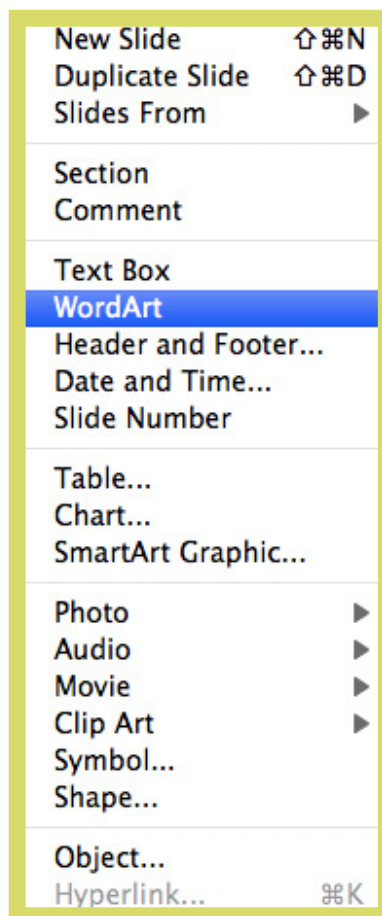 New Slide ⇧⌘N
Duplicate Slide ⇧⌘D
Slides From ▶
Section
Comment
Text Box
WordArt
Header and Footer...
Date and Time...
Slide Number
Table...
Chart...
SmartArt Graphic...
Photo ▶
Audio ▶
Movie ▶
Clip Art ▶
Symbol...
Shape...
Object...
Hyperlink... ⌘K